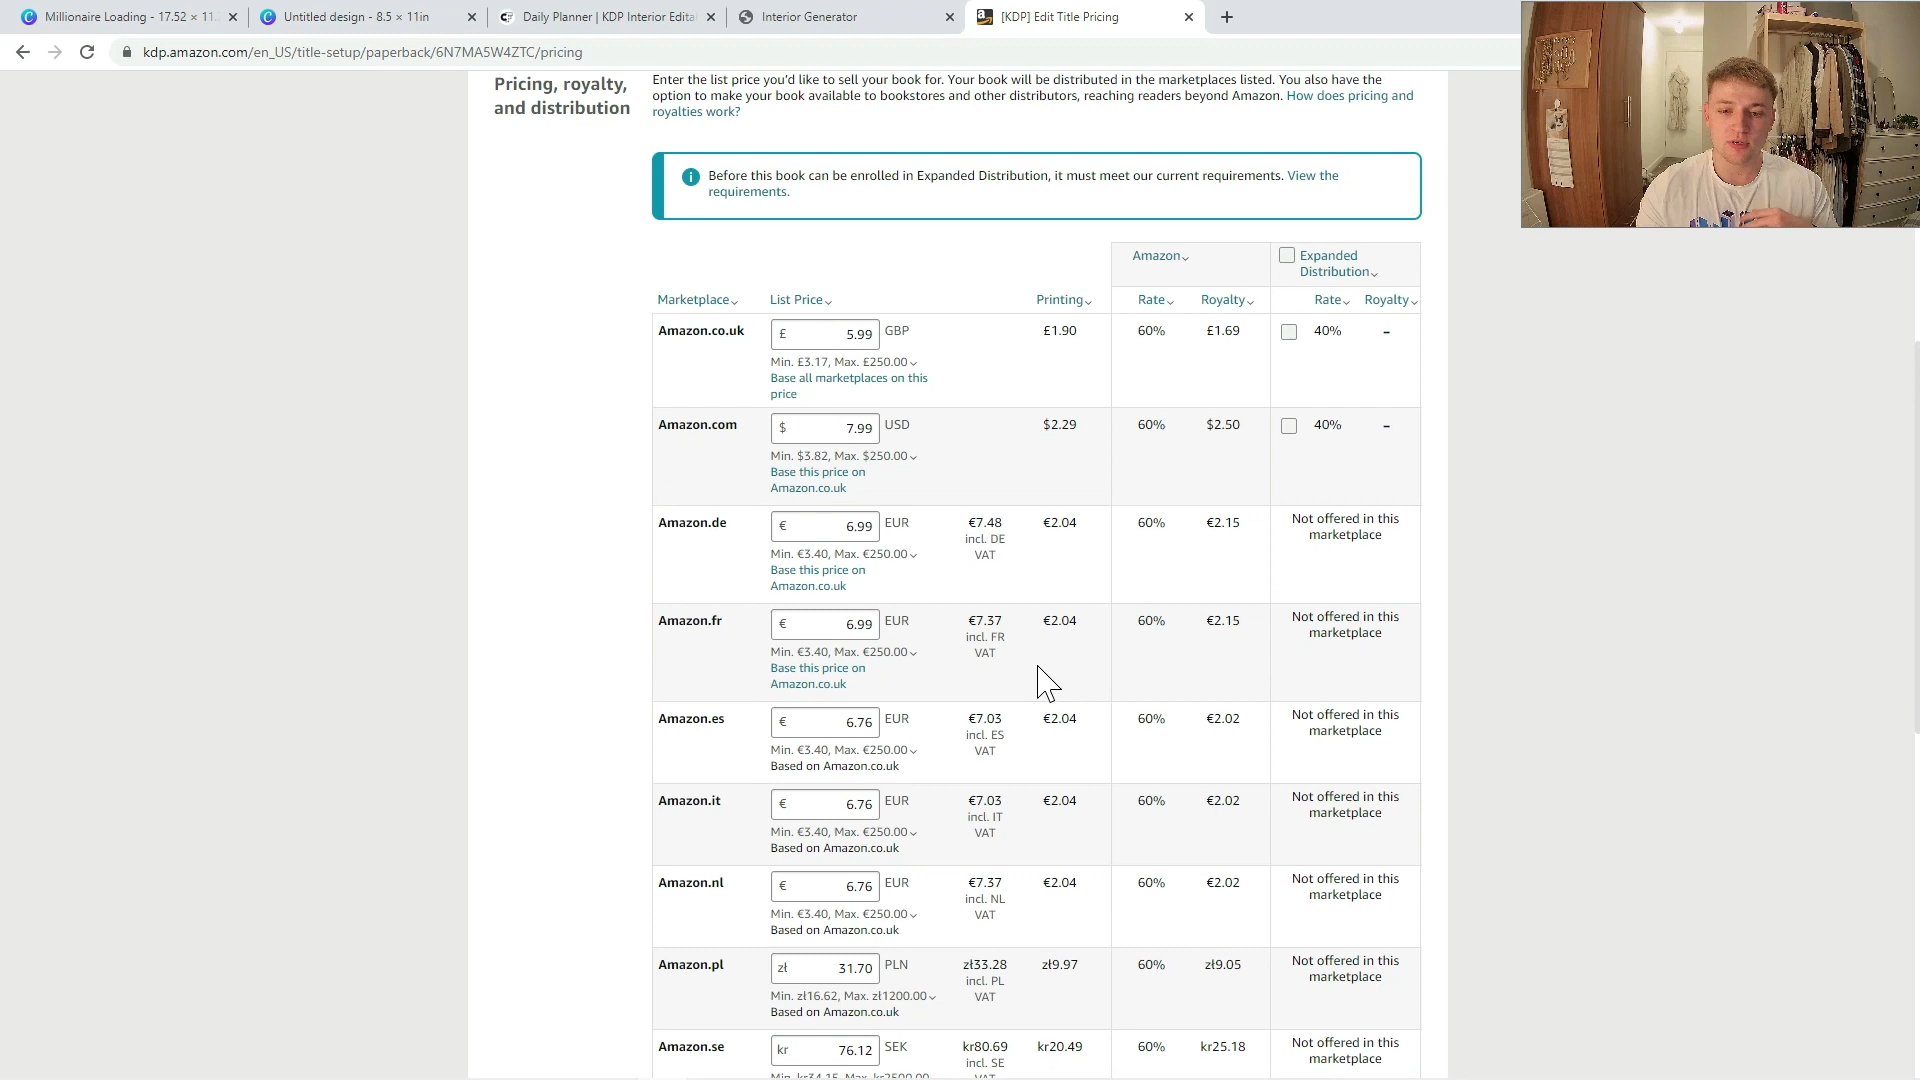 Millionaire Loading - 17.52 × 11.
Untitled design - 8.5 × 11in
Daily Planner | KDP Interior Edita
Interior Generator
[KDP] Edit Title Pricing
kdp.amazon.com/en_US/title-setup/paperback/6N7MA5W4ZTC/pricing
Pricing, royalty,
and distribution
Enter the list price you’d like to sell your book for. Your book will be distributed in the marketplaces listed. You also have the
option to make your book available to bookstores and other distributors, reaching readers beyond Amazon. How does pricing and
royalties work?
Before this book can be enrolled in Expanded Distribution, it must meet our current requirements. View the
requirements.
Amazon
Expanded
Distribution
Marketplace List Price Printing Rate Royalty Rate Royalty
Amazon.co.uk £ 5.99 GBP £1.90 60% £1.69 40% –
Min. £3.17, Max. £250.00
Base all marketplaces on this
price
Amazon.com $ 7.99 USD $2.29 60% $2.50 40% –
Min. $3.82, Max. $250.00
Base this price on
Amazon.co.uk
Amazon.de € 6.99 EUR €7.48 €2.04 60% €2.15 Not offered in this
incl. DE marketplace
Min. €3.40, Max. €250.00 VAT
Base this price on
Amazon.co.uk
Amazon.fr € 6.99 EUR €7.37 €2.04 60% €2.15 Not offered in this
incl. FR marketplace
Min. €3.40, Max. €250.00 VAT
Base this price on
Amazon.co.uk
Amazon.es € 6.76 EUR €7.03 €2.04 60% €2.02 Not offered in this
incl. ES marketplace
Min. €3.40, Max. €250.00 VAT
Based on Amazon.co.uk
Amazon.it € 6.76 EUR €7.03 €2.04 60% €2.02 Not offered in this
incl. IT marketplace
Min. €3.40, Max. €250.00 VAT
Based on Amazon.co.uk
Amazon.nl € 6.76 EUR €7.37 €2.04 60% €2.02 Not offered in this
incl. NL marketplace
Min. €3.40, Max. €250.00 VAT
Based on Amazon.co.uk
Amazon.pl zł 31.70 PLN zł33.28 zł9.97 60% zł9.05 Not offered in this
incl. PL marketplace
Min. zł16.62, Max. zł1200.00 VAT
Based on Amazon.co.uk
Amazon.se kr 76.12 SEK kr80.69 kr20.49 60% kr25.18 Not offered in this
incl. SE marketplace
Min. kr34.15, Max. kr2500.00 VAT